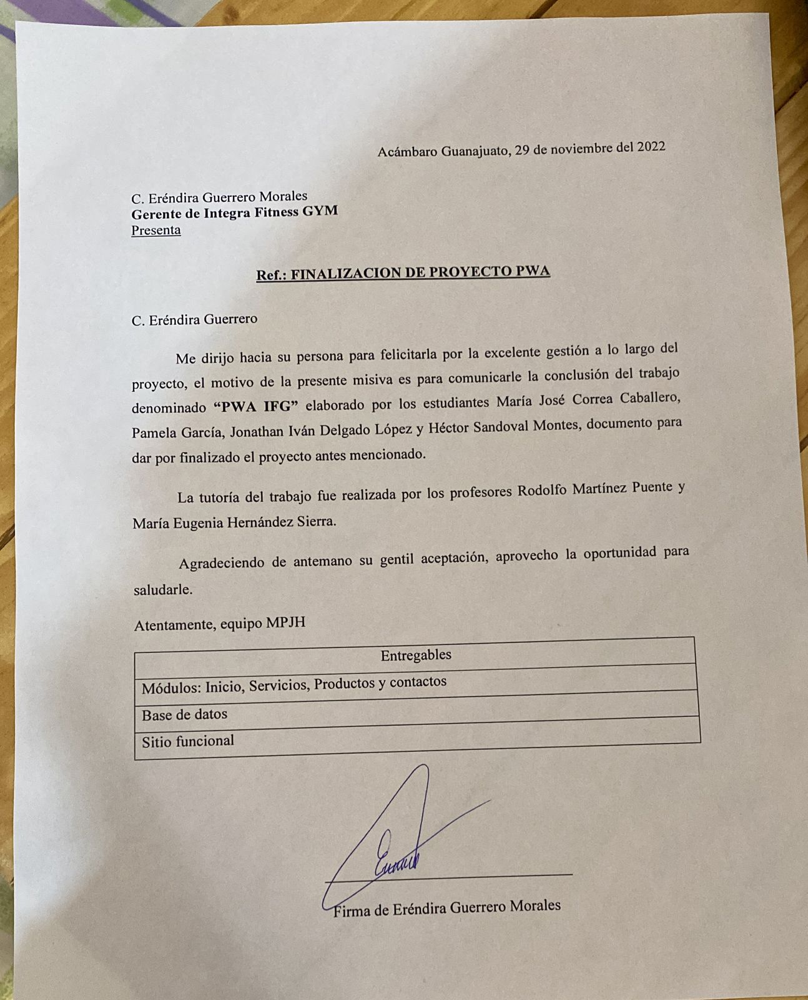 Acámbaro Guanajuato, 29 de noviembre del 2022
C. Eréndira Guerrero Morales
Gerente de Integra Fitness GYM
Presenta
Ref.: FINALIZACION DE PROYECTO PWA
C. Eréndira Guerrero
Me dirijo hacia su persona para felicitarla por la excelente gestión a lo largo del
proyecto, el motivo de la presente misiva es para comunicarle la conclusión del trabajo
denominado “PWA IFG” elaborado por los estudiantes María José Correa Caballero,
Pamela García, Jonathan Iván Delgado López y Héctor Sandoval Montes, documento para
dar por finalizado el proyecto antes mencionado.
La tutoría del trabajo fue realizada por los profesores Rodolfo Martínez Puente y
María Eugenia Hernández Sierra.
Agradeciendo de antemano su gentil aceptación, aprovecho la oportunidad para
saludarle.
Atentamente, equipo MPJH
Entregables
Módulos: Inicio, Servicios, Productos y contactos
Base de datos
Sitio funcional
Firma de Eréndira Guerrero Morales